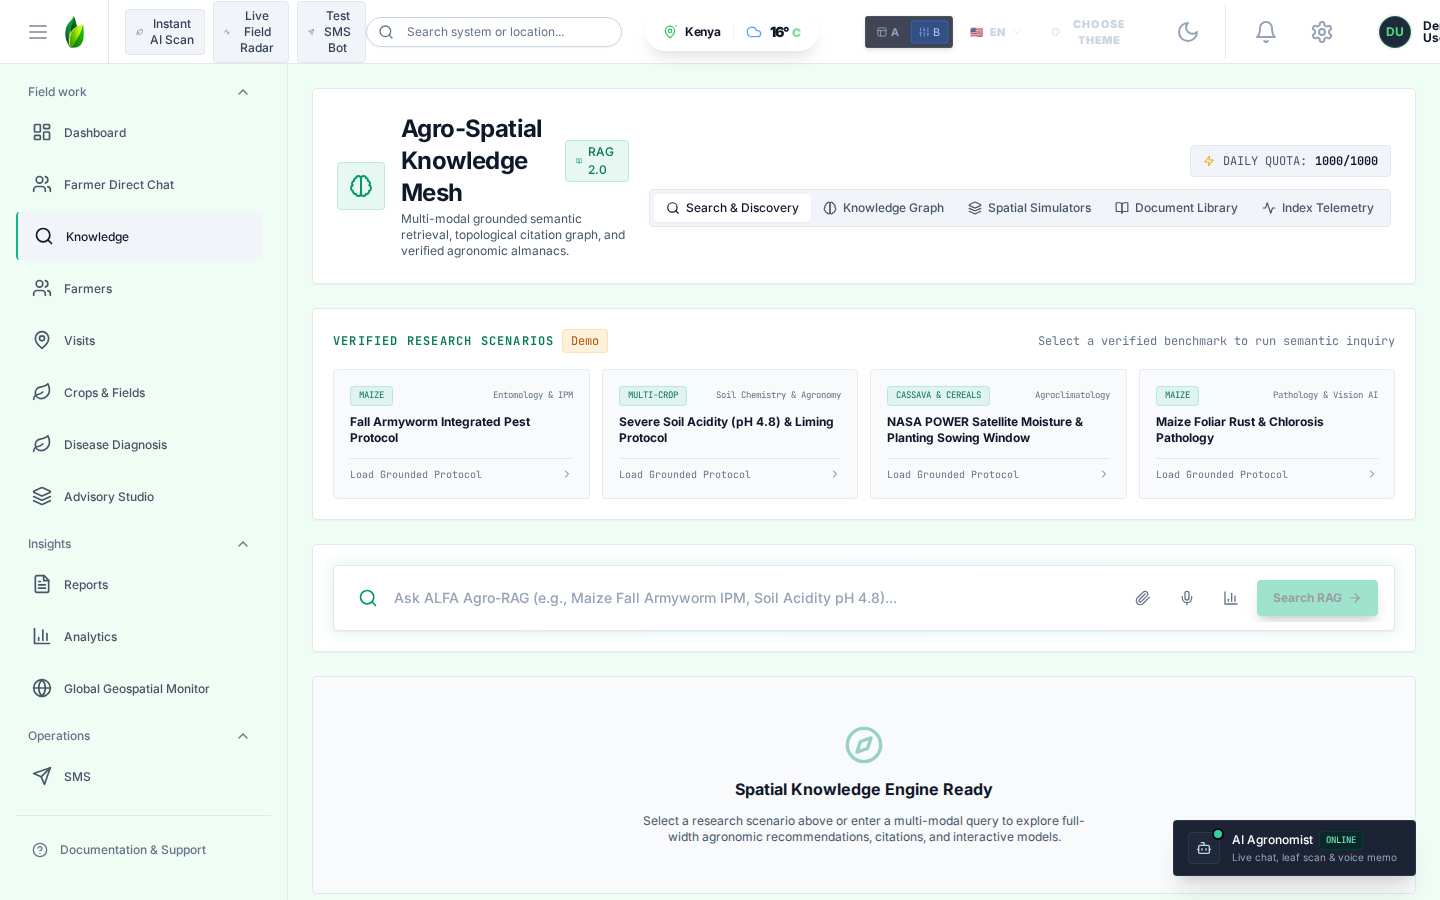 Instant
AI Scan
Live
Field
Radar
Test
SMS
Bot
Search system or location...
Kenya
16° C
A
B
EN
CHOOSE
THEME
DU
Field work
Dashboard
Farmer Direct Chat
Knowledge
Farmers
Visits
Crops & Fields
Disease Diagnosis
Advisory Studio
Insights
Reports
Analytics
Global Geospatial Monitor
Operations
SMS
Documentation & Support
Agro-Spatial
Knowledge
Mesh
RAG
2.0
Multi-modal grounded semantic
retrieval, topological citation graph, and
verified agronomic almanacs.
DAILY QUOTA: 1000/1000
Search & Discovery
Knowledge Graph
Spatial Simulators
Document Library
Index Telemetry
VERIFIED RESEARCH SCENARIOS
Demo
Select a verified benchmark to run semantic inquiry
MAIZE
Entomology & IPM
Fall Armyworm Integrated Pest
Protocol
Load Grounded Protocol
MULTI-CROP
Soil Chemistry & Agronomy
Severe Soil Acidity (pH 4.8) & Liming
Protocol
Load Grounded Protocol
CASSAVA & CEREALS
Agroclimatology
NASA POWER Satellite Moisture &
Planting Sowing Window
Load Grounded Protocol
MAIZE
Pathology & Vision AI
Maize Foliar Rust & Chlorosis
Pathology
Load Grounded Protocol
Ask ALFA Agro-RAG (e.g., Maize Fall Armyworm IPM, Soil Acidity pH 4.8)...
Search RAG
Spatial Knowledge Engine Ready
Select a research scenario above or enter a multi-modal query to explore full-
width agronomic recommendations, citations, and interactive models.
AI Agronomist
ONLINE
Live chat, leaf scan & voice memo